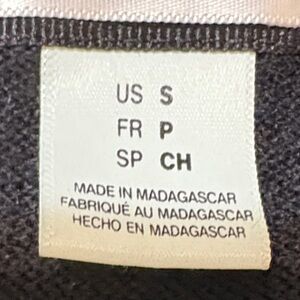 US S
FR P
SP CH
MADE IN MADAGASCAR
FABRIQUÉ AU MADAGASCAR
HECHO EN MADAGASCAR